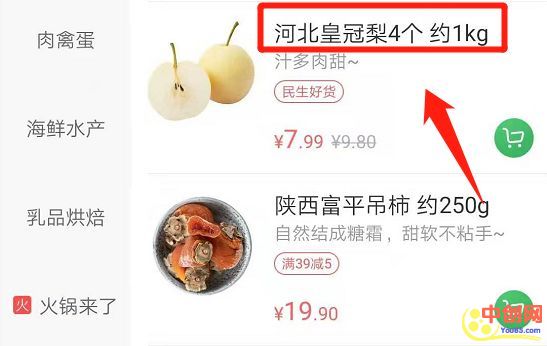 肉禽蛋
海鲜水产
乳品烘焙
火 火锅来了
河北皇冠梨4个 约1kg
汁多肉甜~
民生好货
¥7.99 ¥9.80
陕西富平吊柿 约250g
自然结成糖霜，甜软不粘手~
满39减5
¥19.90
中创网
You83.com